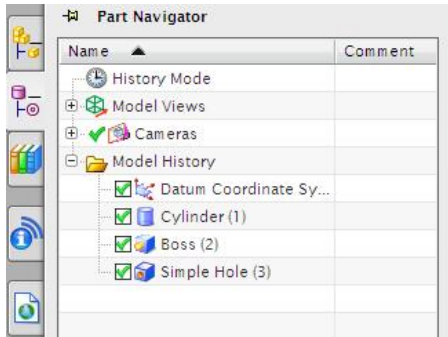 Part Navigator
Name Comment
History Mode
Model Views
Cameras
Model History
Datum Coordinate Sy...
Cylinder (1)
Boss (2)
Simple Hole (3)